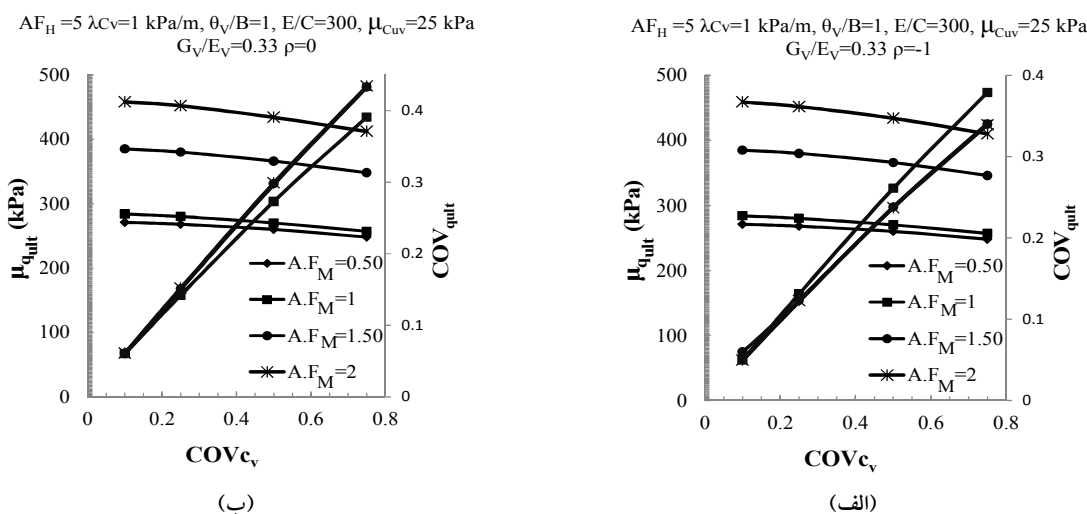 AF_H =5 λCv=1 kPa/m, θ_V/B=1, E/C=300, μ_Cuv=25 kPa
G_V/E_V=0.33 ρ=0
500
400
300
200
100
0
μ_qult (kPa)
0.4
0.3
0.2
0.1
0
COV_qult
A.F_M=0.50
A.F_M=1
A.F_M=1.50
A.F_M=2
0 0.2 0.4 0.6 0.8
COVc_v
(ب)
AF_H =5 λCv=1 kPa/m, θ_V/B=1, E/C=300, μ_Cuv=25 kPa
G_V/E_V=0.33 ρ=-1
500
400
300
200
100
0
μ_qult (kPa)
0.4
0.3
0.2
0.1
0
COV_qult
A.F_M=0.50
A.F_M=1
A.F_M=1.50
A.F_M=2
0 0.2 0.4 0.6 0.8
COVc_v
(الف)